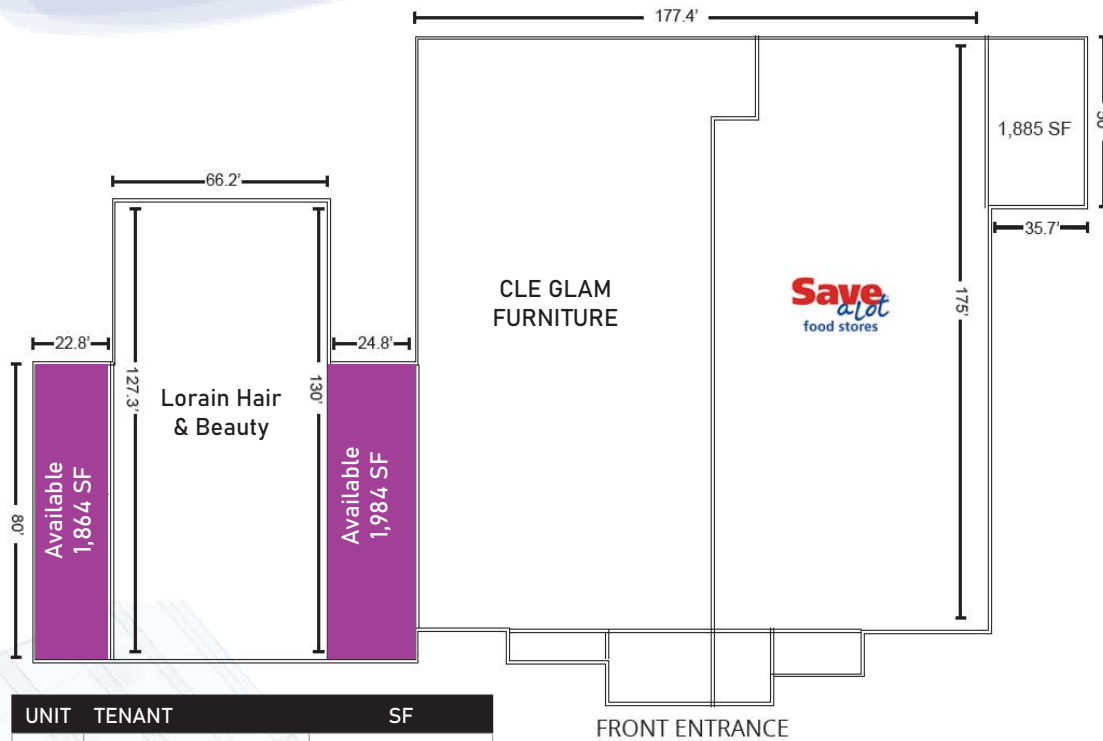 177.4'
1,885 SF
66.2'
35.7'
CLE GLAM
FURNITURE
Save
a lot
food stores
175'
22.8'
24.8'
127.3'
130'
Lorain Hair
& Beauty
Available
1,864 SF
Available
1,984 SF
80'
UNIT TENANT SF
FRONT ENTRANCE